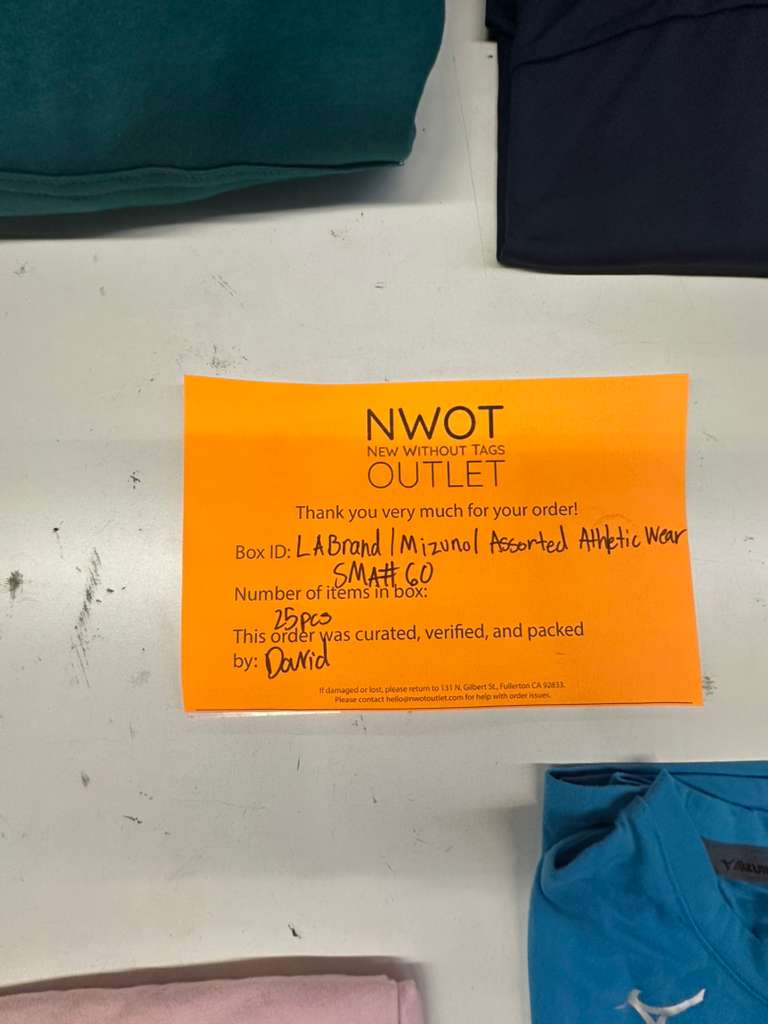 NWOT
NEW WITHOUT TAGS
OUTLET
Thank you very much for your order!
Box ID: LA Brand / Mizuno / Assorted Athletic Wear
SMA# 60
Number of items in box:
25pcs
This order was curated, verified, and packed
by: David
If damaged or lost, please return to 131 N. Gilbert St., Fullerton CA 92833.
Please contact hello@nwotoutlet.com for help with order issues.